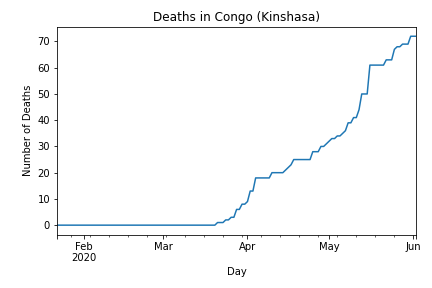 Deaths in Congo (Kinshasa)
70
60
50
40
30
20
10
0
Number of Deaths
Feb
2020
Mar
Apr
May
Jun
Day